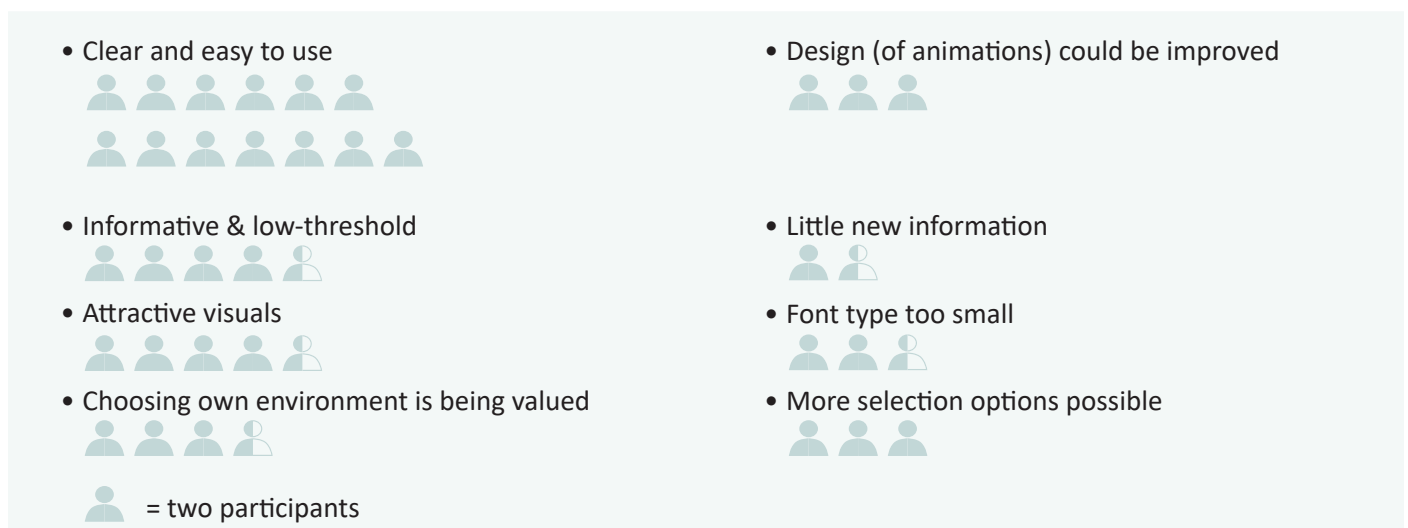 • Clear and easy to use
• Informative & low-threshold
• Attractive visuals
• Choosing own environment is being valued
= two participants
• Design (of animations) could be improved
• Little new information
• Font type too small
• More selection options possible